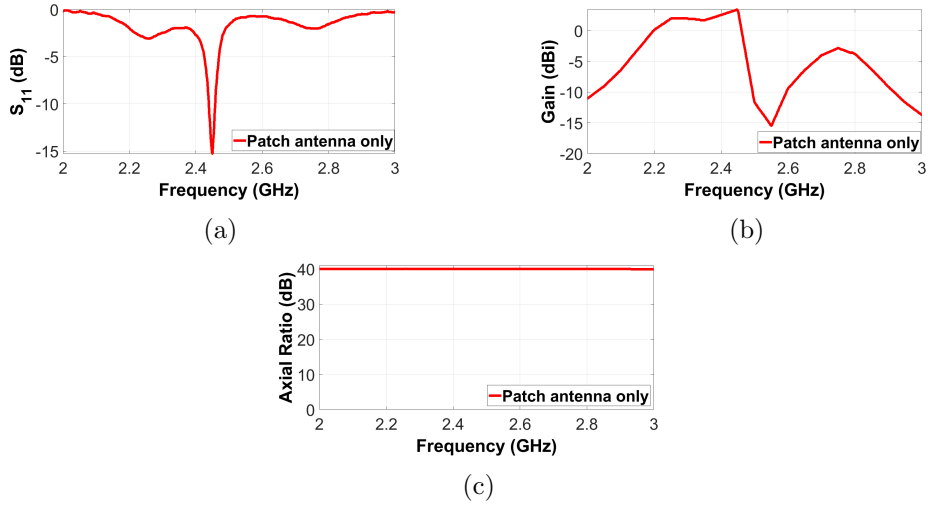 0
-5
-10
-15
S11 (dB)
Patch antenna only
2 2.2 2.4 2.6 2.8 3
Frequency (GHz)
(a)
0
-5
-10
-15
-20
Gain (dBi)
Patch antenna only
2 2.2 2.4 2.6 2.8 3
Frequency (GHz)
(b)
40
30
20
10
0
Axial Ratio (dB)
Patch antenna only
2 2.2 2.4 2.6 2.8 3
Frequency (GHz)
(c)